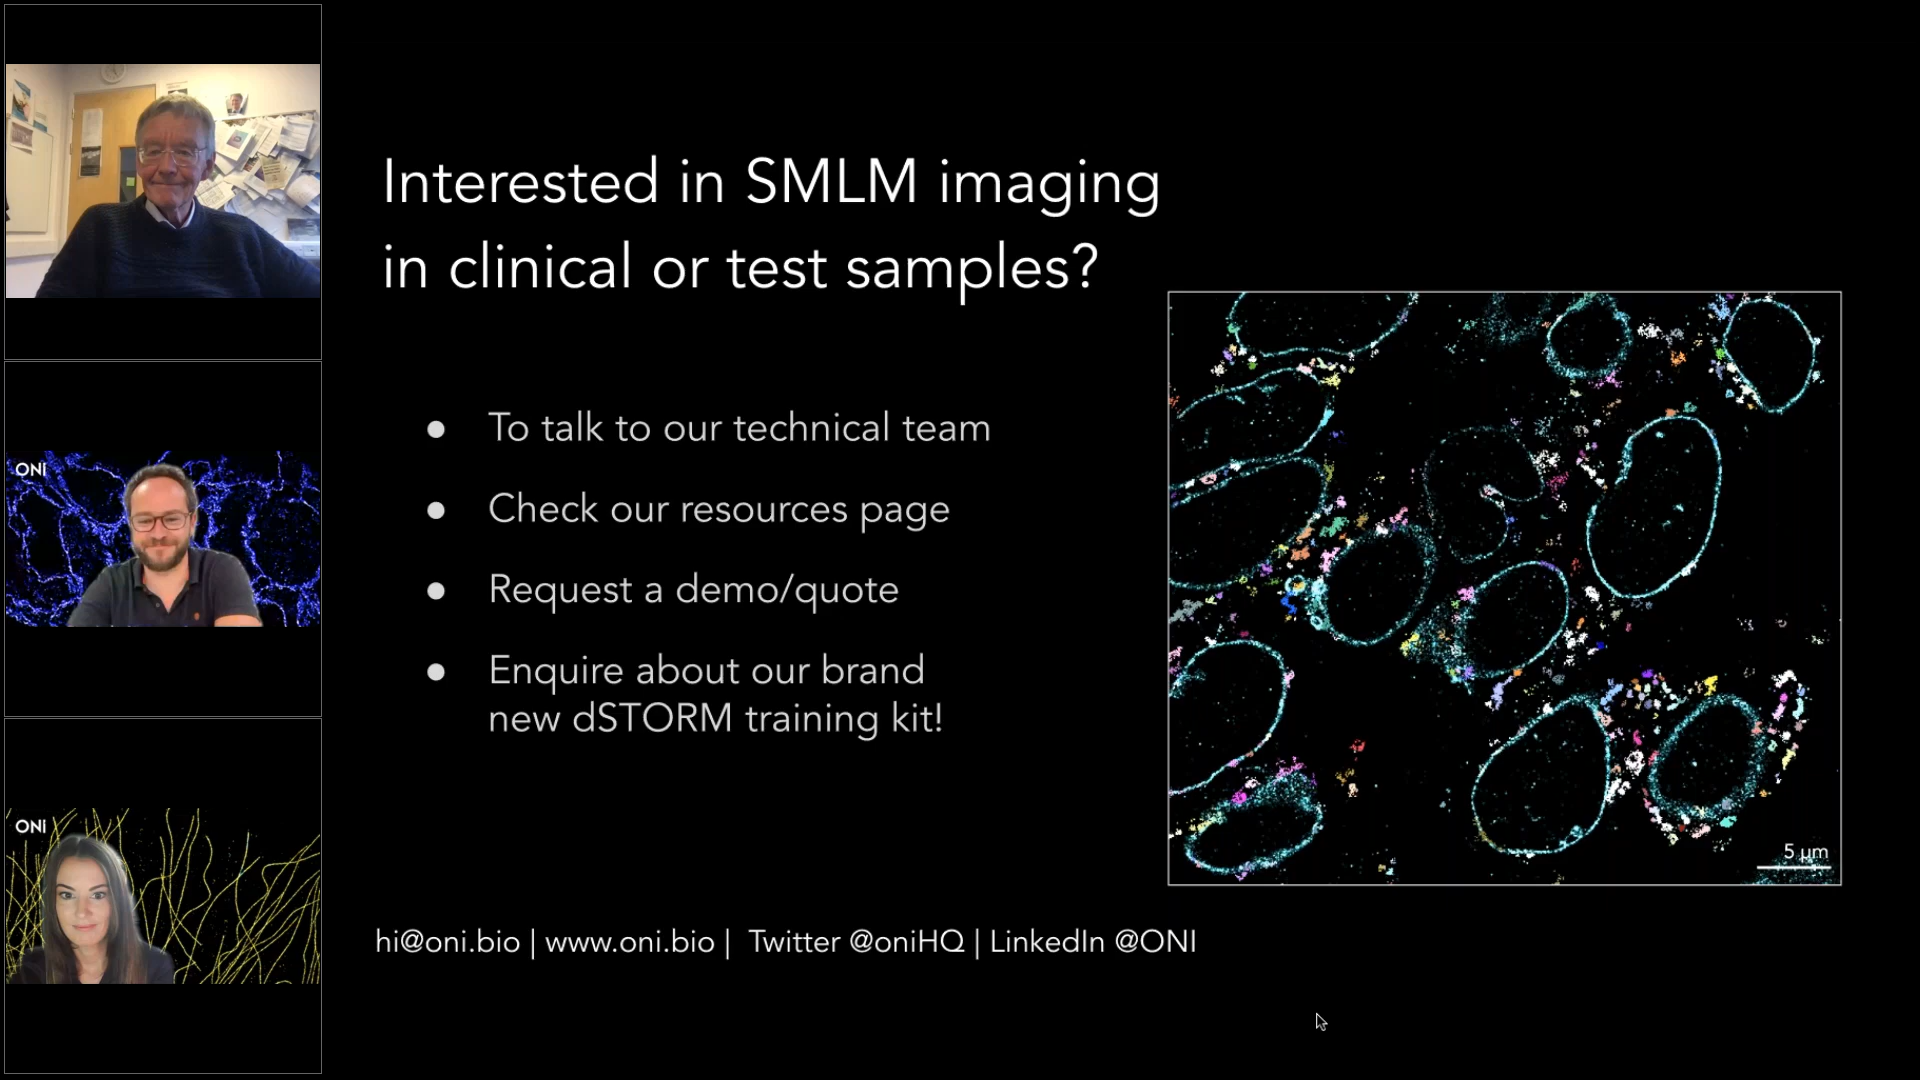 Interested in SMLM imaging
in clinical or test samples?
● To talk to our technical team
● Check our resources page
● Request a demo/quote
● Enquire about our brand
new dSTORM training kit!
5 µm
hi@oni.bio | www.oni.bio | Twitter @oniHQ | LinkedIn @ONI
ONi
ONi